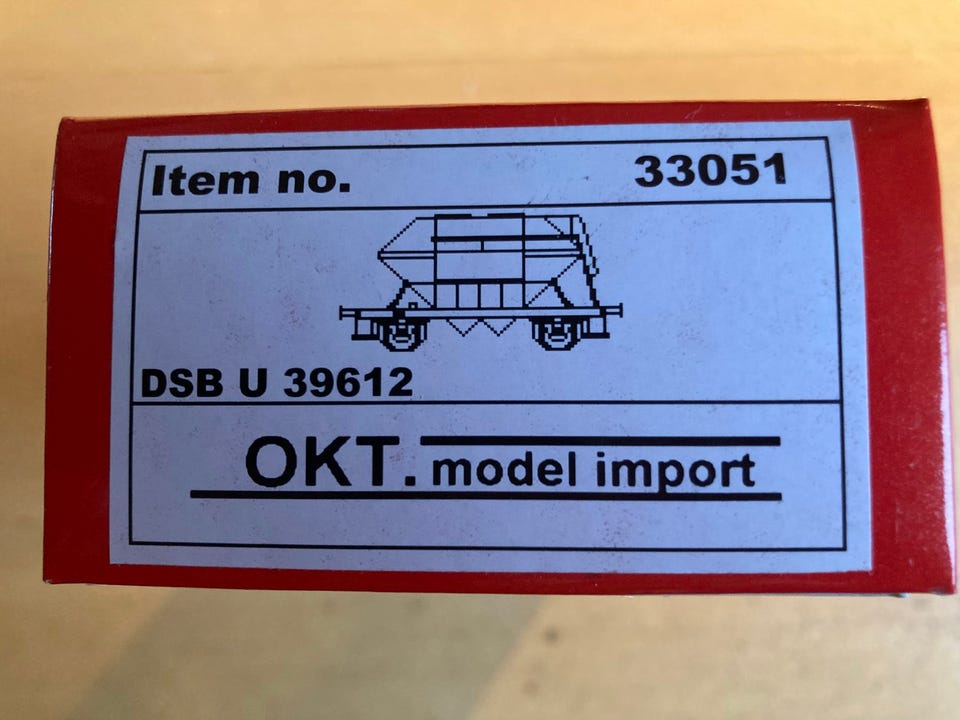 Item no. 33051
DSB U 39612
OKT. model import